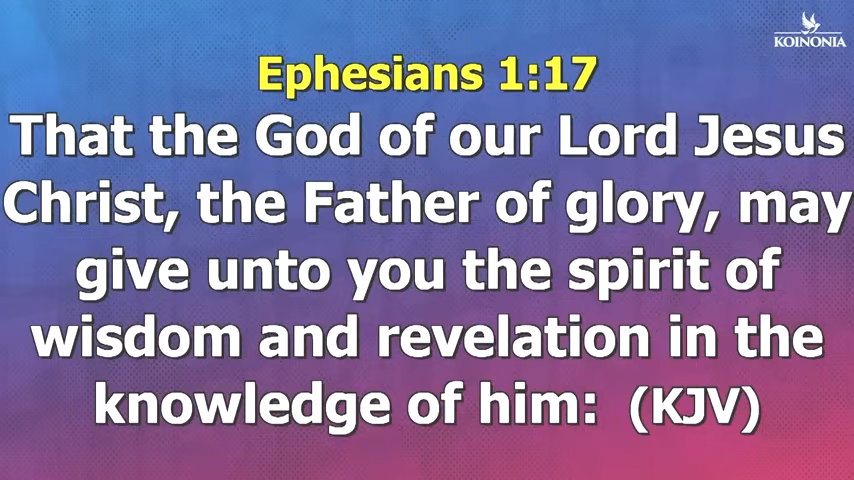 KOINONIA
Ephesians 1:17
That the God of our Lord Jesus
Christ, the Father of glory, may
give unto you the spirit of
wisdom and revelation in the
knowledge of him: (KJV)